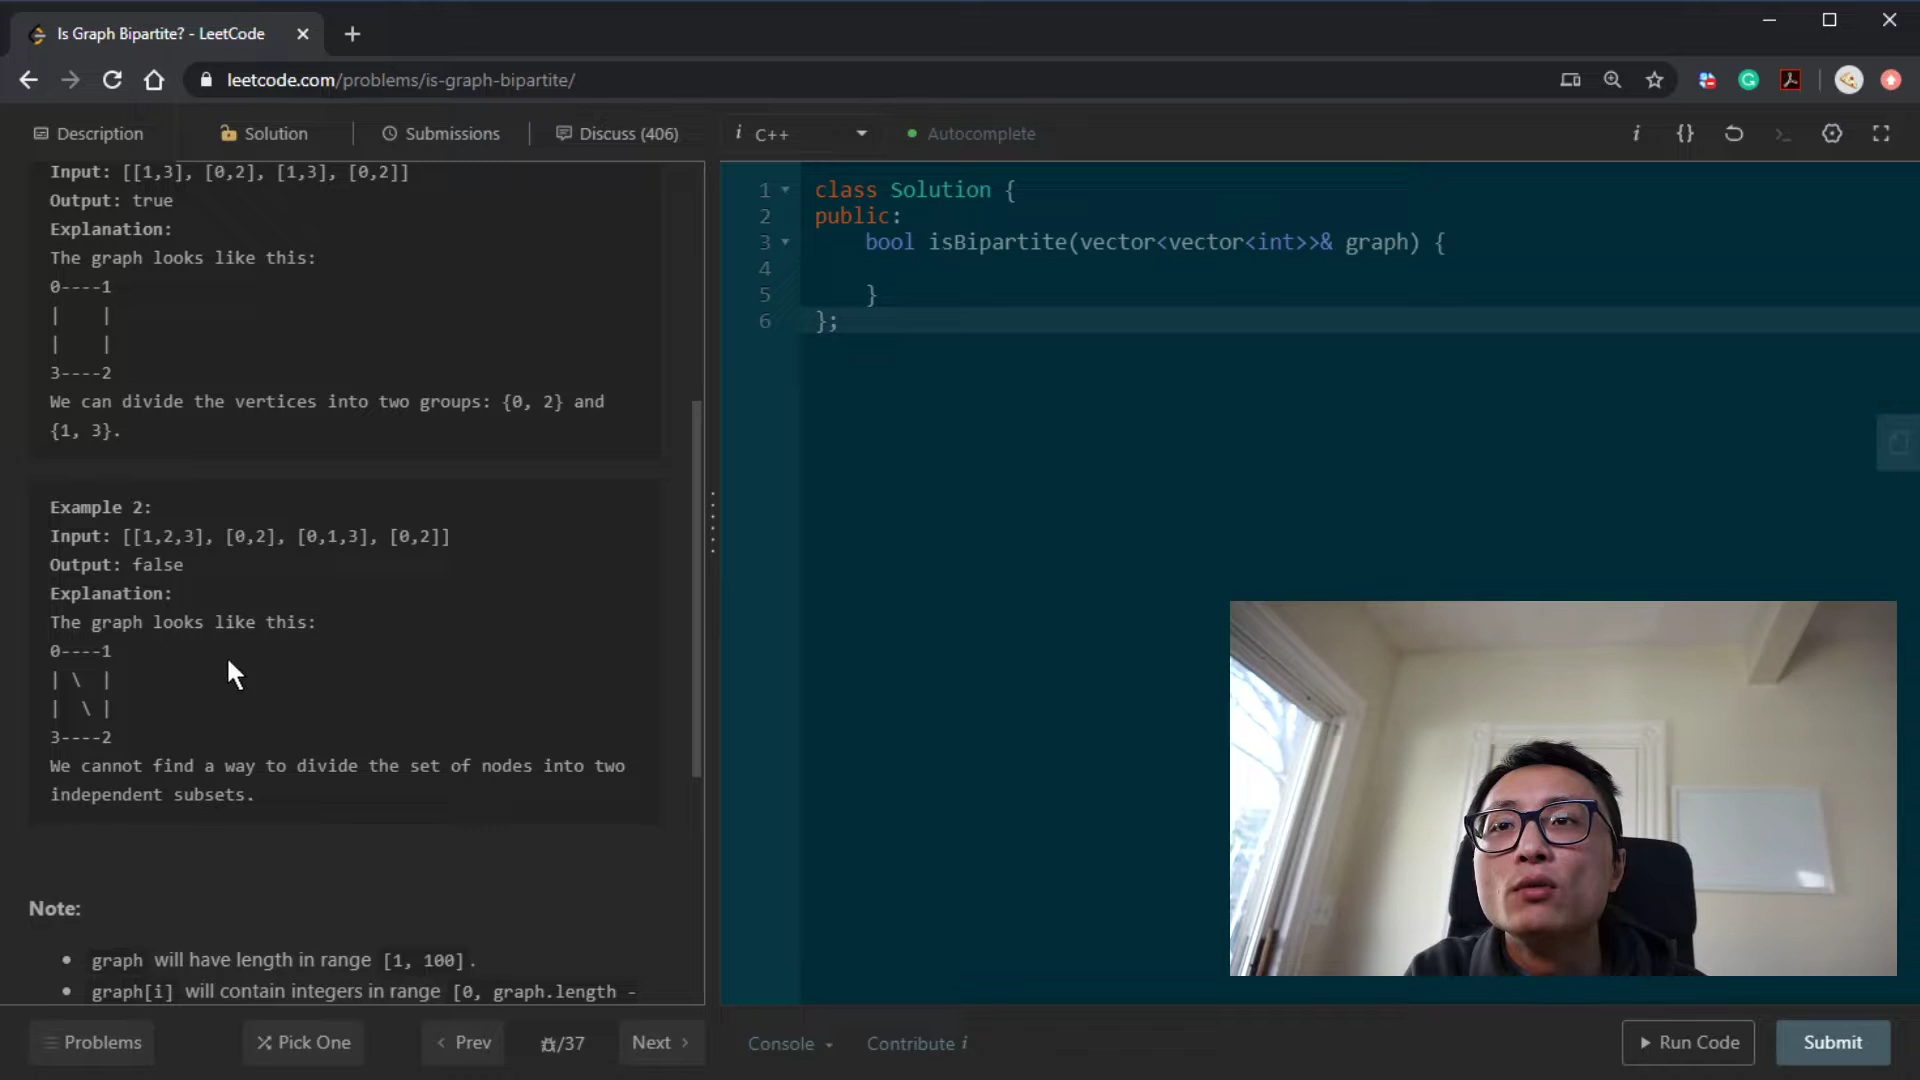 Is Graph Bipartite? - LeetCode
leetcode.com/problems/is-graph-bipartite/
Description
Solution
Submissions
Discuss (406)
i C++
Autocomplete
Input: [[1,3], [0,2], [1,3], [0,2]]
Output: true
Explanation:
The graph looks like this:
0----1
|    |
|    |
3----2
We can divide the vertices into two groups: {0, 2} and
{1, 3}.
Example 2:
Input: [[1,2,3], [0,2], [0,1,3], [0,2]]
Output: false
Explanation:
The graph looks like this:
0----1
| \  |
|  \ |
3----2
We cannot find a way to divide the set of nodes into two
independent subsets.
Note:
• graph will have length in range [1, 100].
• graph[i] will contain integers in range [0, graph.length -
1 class Solution {
2 public:
3     bool isBipartite(vector<vector<int>>& graph) {
4
5     }
6 };
Problems
Pick One
Prev
/37
Next
Console
Contribute i
Run Code
Submit